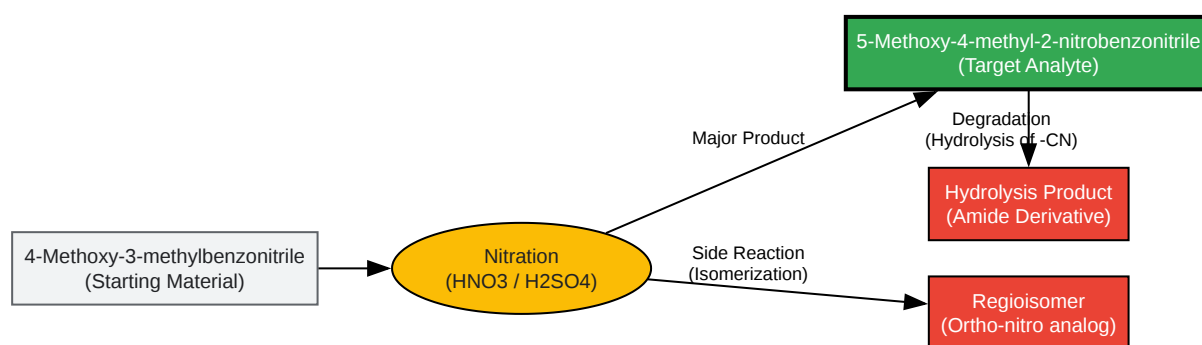 5-Methoxy-4-methyl-2-nitrobenzonitrile
(Target Analyte)
Degradation
(Hydrolysis of -CN)
Major Product
Hydrolysis Product
(Amide Derivative)
4-Methoxy-3-methylbenzonitrile
(Starting Material)
Nitration
(HNO3 / H2SO4)
Side Reaction
(Isomerization)
Regioisomer
(Ortho-nitro analog)